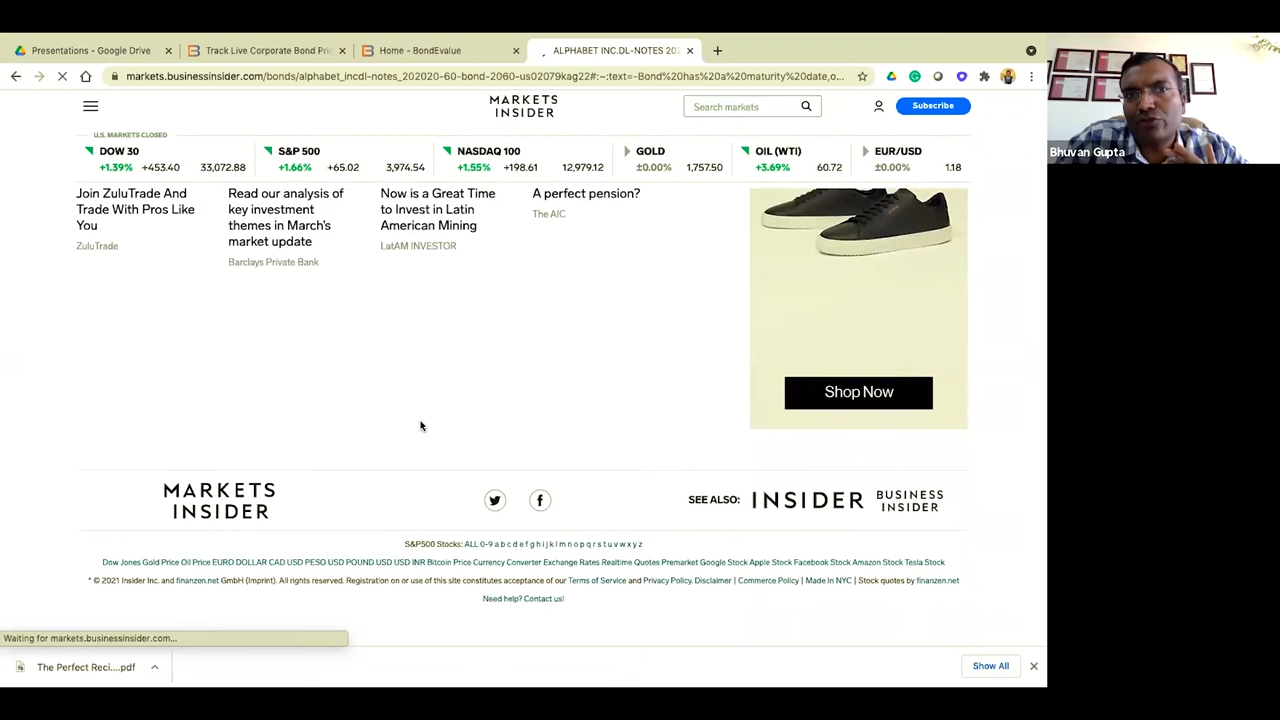 Presentations - Google Drive
Track Live Corporate Bond Pric
Home - BondEvalue
ALPHABET INC.DL-NOTES 202
markets.businessinsider.com/bonds/alphabet_incdl-notes_202020-60-bond-2060-us02079kag22#:~:text=-Bond%20has%20a%20maturity%20date,o...
MARKETS
INSIDER
Search markets
Subscribe
Bhuvan Gupta
U.S. MARKETS CLOSED
DOW 30
+1.39% +453.40 33,072.88
S&P 500
+1.66% +65.02 3,974.54
NASDAQ 100
+1.55% +198.61 12,979.12
GOLD
±0.00% 1,757.50
OIL (WTI)
+3.69% 60.72
EUR/USD
±0.00% 1.18
Join ZuluTrade And
Trade With Pros Like
You
ZuluTrade
Read our analysis of
key investment
themes in March's
market update
Barclays Private Bank
Now is a Great Time
to Invest in Latin
American Mining
LatAM INVESTOR
A perfect pension?
The AIC
Shop Now
MARKETS
INSIDER
SEE ALSO:
INSIDER
BUSINESS
INSIDER
S&P500 Stocks: ALL 0-9 a b c d e f g h i j k l m n o p q r s t u v w x y z
Dow Jones Gold Price Oil Price EURO DOLLAR CAD USD PESO USD POUND USD USD INR Bitcoin Price Currency Converter Exchange Rates Realtime Quotes Premarket Google Stock Apple Stock Facebook Stock Amazon Stock Tesla Stock
* © 2021 Insider Inc. and finanzen.net GmbH (Imprint). All rights reserved. Registration on or use of this site constitutes acceptance of our Terms of Service and Privacy Policy. Disclaimer | Commerce Policy | Made In NYC | Stock quotes by finanzen.net
Need help? Contact us!
Waiting for markets.businessinsider.com...
The Perfect Reci....pdf
Show All